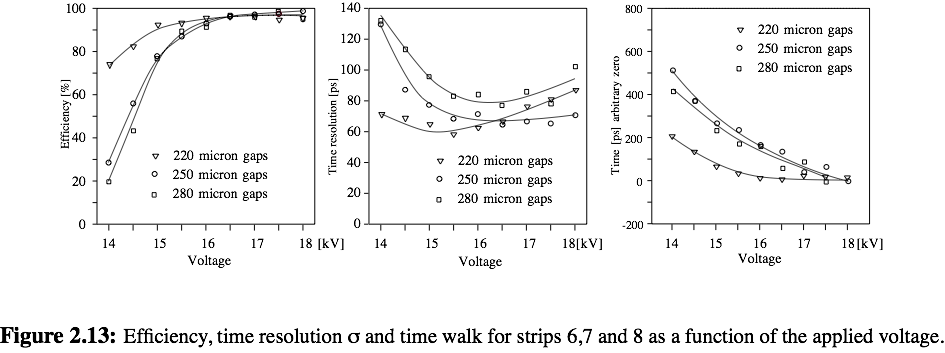 Efficiency [%]
100
80
60
40
20
0
14 15 16 17 18 [kV]
Voltage
220 micron gaps
250 micron gaps
280 micron gaps
Time resolution [ps]
140
120
100
80
60
40
20
0
14 15 16 17 18 [kV]
Voltage
220 micron gaps
250 micron gaps
280 micron gaps
Time [ps] arbitrary zero
800
600
400
200
0
-200
14 15 16 17 18 [kV]
Voltage
220 micron gaps
250 micron gaps
280 micron gaps
Figure 2.13: Efficiency, time resolution σ and time walk for strips 6,7 and 8 as a function of the applied voltage.